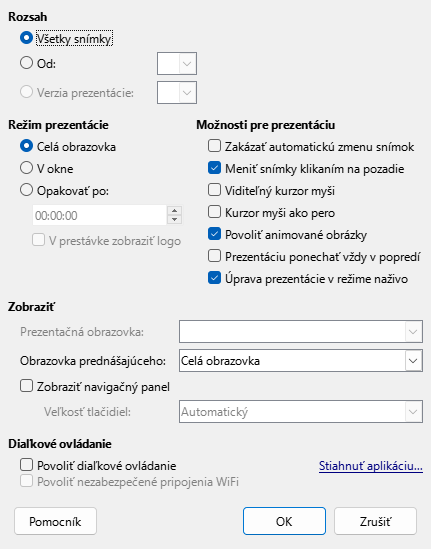 Rozsah
Všetky snímky
Od:
Verzia prezentácie:
Režim prezentácie
Celá obrazovka
V okne
Opakovať po:
00:00:00
V prestávke zobraziť logo
Možnosti pre prezentáciu
Zakázať automatickú zmenu snímok
Meniť snímky klikaním na pozadie
Viditeľný kurzor myši
Kurzor myši ako pero
Povoliť animované obrázky
Prezentáciu ponechať vždy v popredí
Úprava prezentácie v režime naživo
Zobraziť
Prezentačná obrazovka:
Obrazovka prednášajúceho: Celá obrazovka
Zobraziť navigačný panel
Veľkosť tlačidiel: Automatický
Diaľkové ovládanie
Povoliť diaľkové ovládanie Stiahnuť aplikáciu...
Povoliť nezabezpečené pripojenia WiFi
Pomocník OK Zrušiť